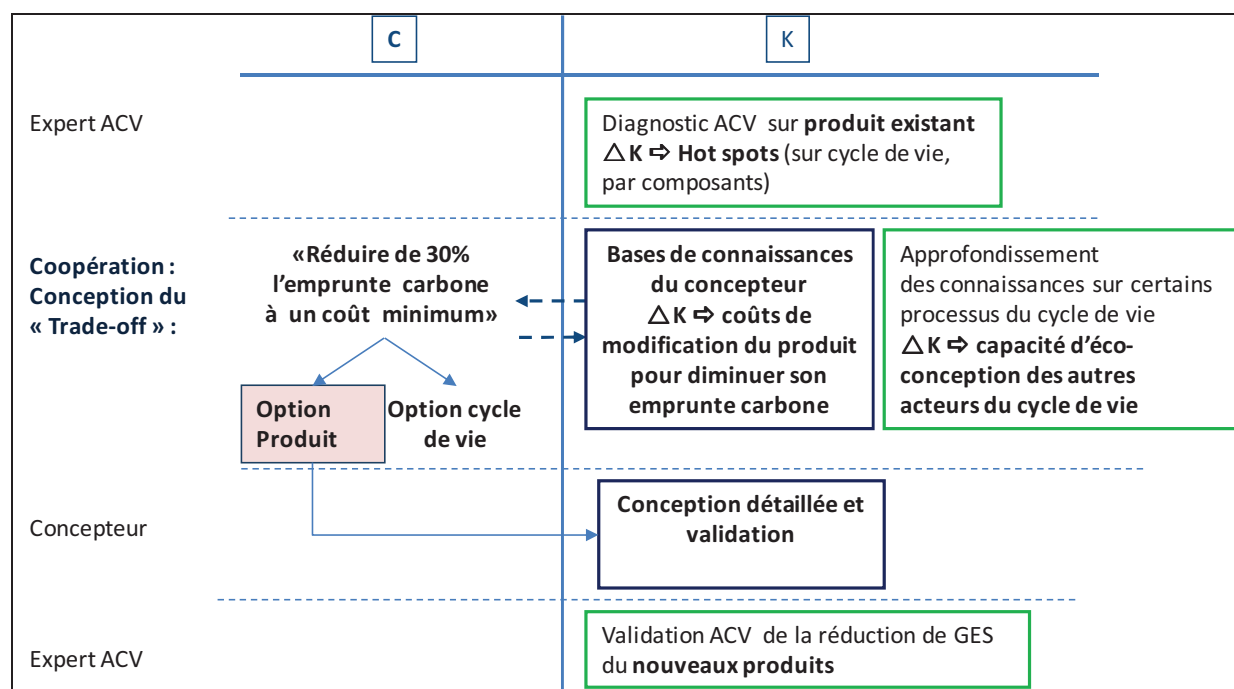 C
K
Expert ACV
Diagnostic ACV sur produit existant
△ K ⇨ Hot spots (sur cycle de vie,
par composants)
Coopération :
Conception du
« Trade-off » :
«Réduire de 30%
l’emprunte carbone
à un coût minimum»
Option
Produit
Option cycle
de vie
Bases de connaissances
du concepteur
△ K ⇨ coûts de
modification du produit
pour diminuer son
emprunte carbone
Approfondissement
des connaissances sur certains
processus du cycle de vie
△ K ⇨ capacité d’éco-
conception des autres
acteurs du cycle de vie
Concepteur
Conception détaillée et
validation
Expert ACV
Validation ACV de la réduction de GES
du nouveaux produits